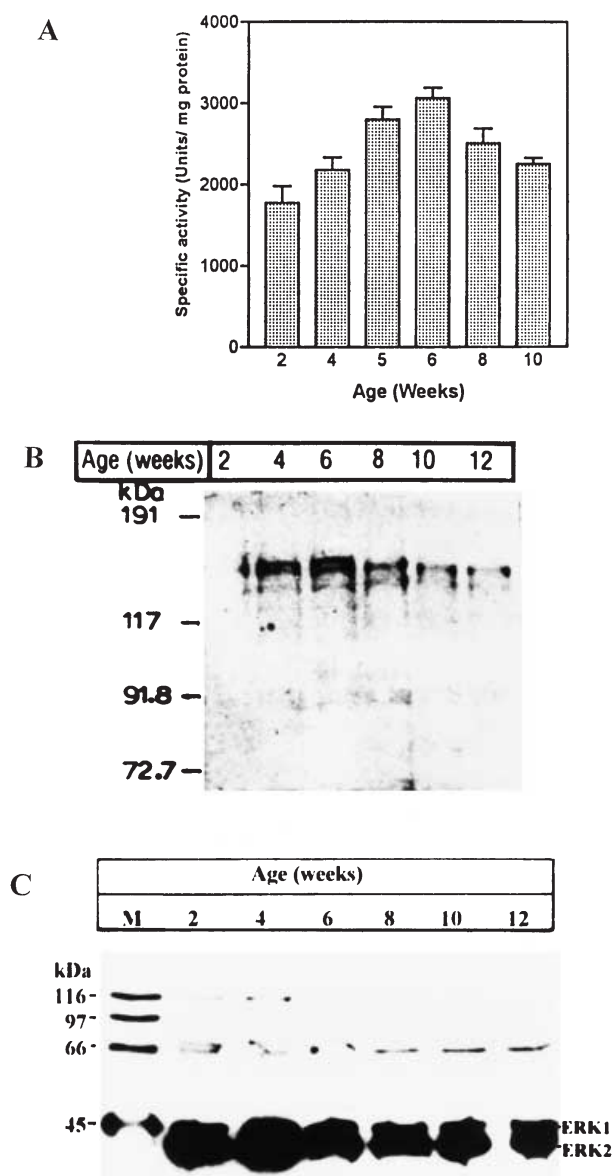 A
4000
3000
2000
1000
0
Specific activity (Units/ mg protein)
2 4 5 6 8 10
Age (Weeks)
B
Age (weeks) 2 4 6 8 10 12
kDa
191
117
91.8
72.7
C
Age (weeks)
M 2 4 6 8 10 12
kDa
116
97
66
45
ERK1
ERK2